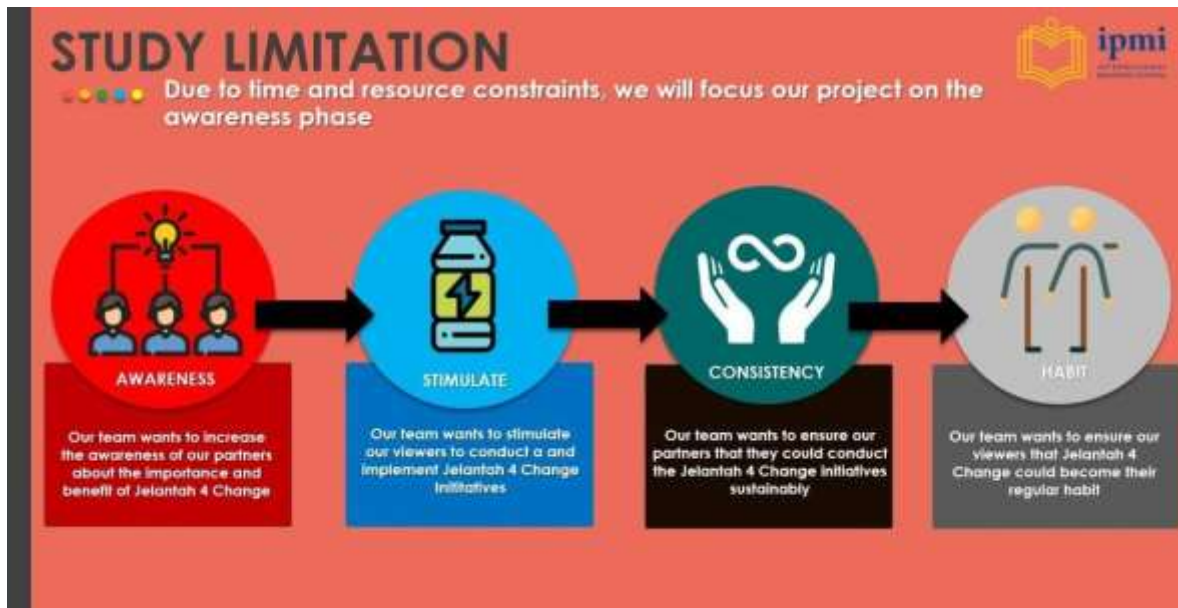 STUDY LIMITATION
ipmi
INTERNATIONAL
BUSINESS SCHOOL
Due to time and resource constraints, we will focus our project on the
awareness phase
AWARENESS
Our team wants to increase
the awareness of our partners
about the importance and
benefit of Jelantah 4 Change
STIMULATE
Our team wants to stimulate
our viewers to conduct a and
implement Jelantah 4 Change
Inititatives
CONSISTENCY
Our team wants to ensure our
partners that they could conduct
the Jelantah 4 Change initiatives
sustainably
HABIT
Our team wants to ensure our
viewers that Jelantah 4
Change could become their
regular habit